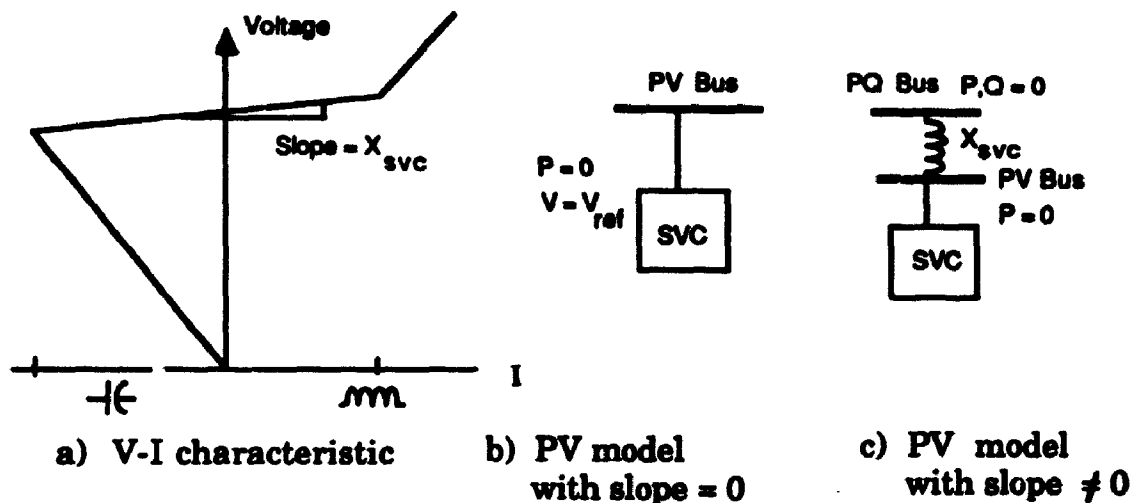 Voltage
Slope = X svc
I
a) V-I characteristic
PV Bus
P = 0
V = V ref
SVC
b) PV model
with slope = 0
PQ Bus P,Q = 0
X svc
PV Bus
P = 0
SVC
c) PV model
with slope ≠ 0